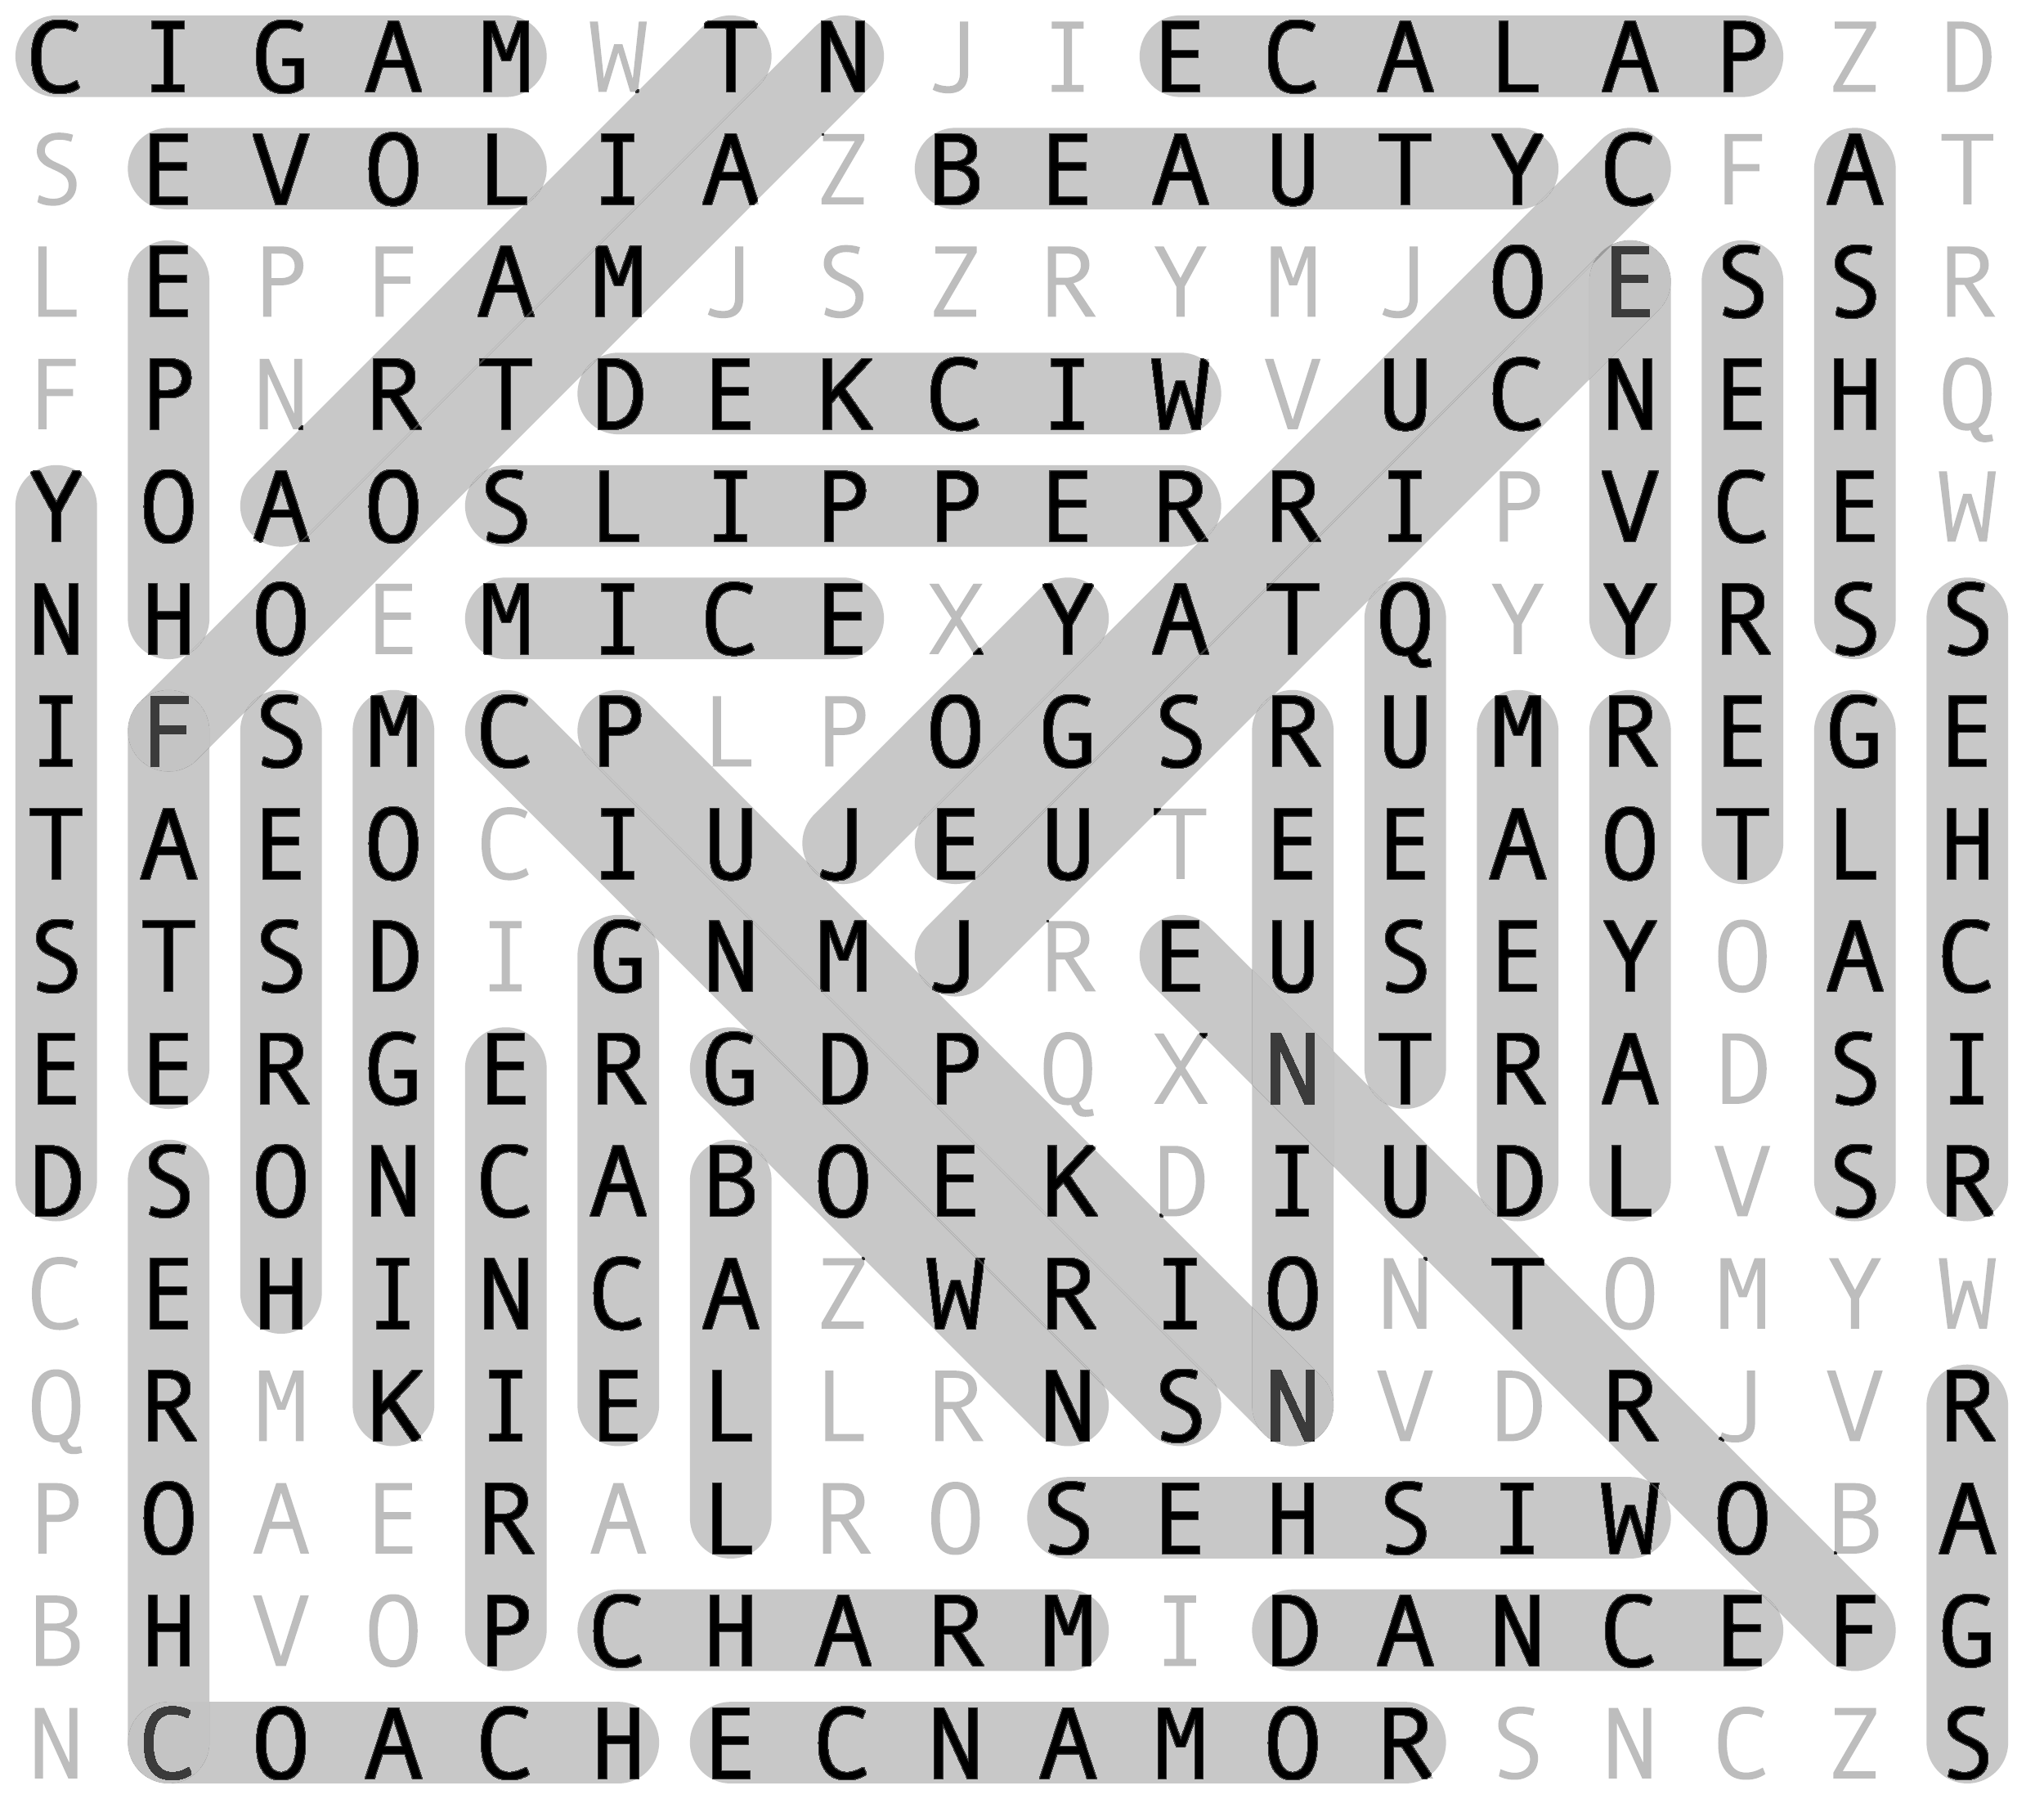 C I G A M W T N J I E C A L A P Z D
S E V O L I A Z B E A U T Y C F A T
L E P F A M J S Z R Y M J O E S S R
F P N R T D E K C I W V U C N E H Q
Y O A O S L I P P E R R I P V C E W
N H O E M I C E X Y A T Q Y Y R S S
I F S M C P L P O G S R U M R E G E
T A E O C I U J E U T E E A O T L H
S T S D I G N M J R E U S E Y O A C
E E R G E R G D P Q X N T R A D S I
D S O N C A B O E K D I U D L V S R
C E H I N C A Z W R I O N T O M Y W
Q R M K I E L L R N S N V D R J V R
P O A E R A L R O S E H S I W O B A
B H V O P C H A R M I D A N C E F G
N C O A C H E C N A M O R S N C Z S